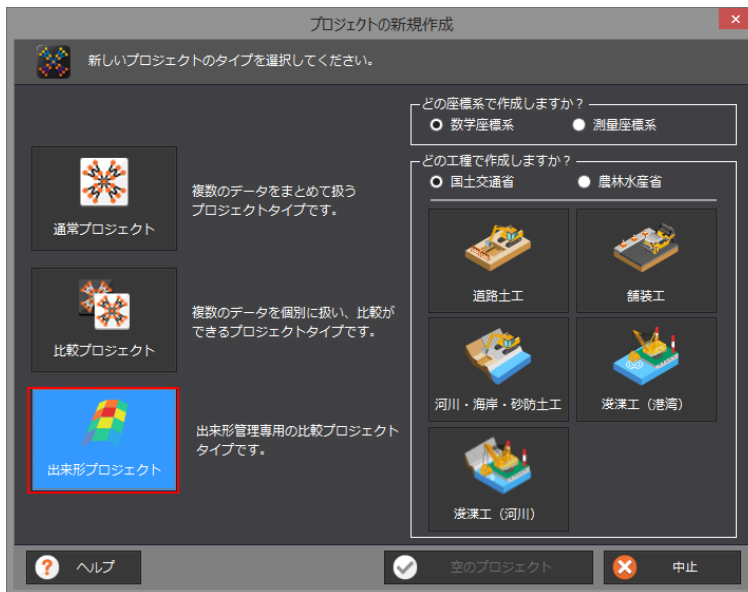 プロジェクトの新規作成
新しいプロジェクトのタイプを選択してください。
通常プロジェクト
複数のデータをまとめて扱う
プロジェクトタイプです。
比較プロジェクト
複数のデータを個別に扱い、比較が
できるプロジェクトタイプです。
出来形プロジェクト
出来形管理専用の比較プロジェクト
タイプです。
どの座標系で作成しますか？
数学座標系
測量座標系
どの工種で作成しますか？
国土交通省
農林水産省
道路土工
舗装工
河川・海岸・砂防土工
浚渫工（港湾）
浚渫工（河川）
ヘルプ
空のプロジェクト
中止